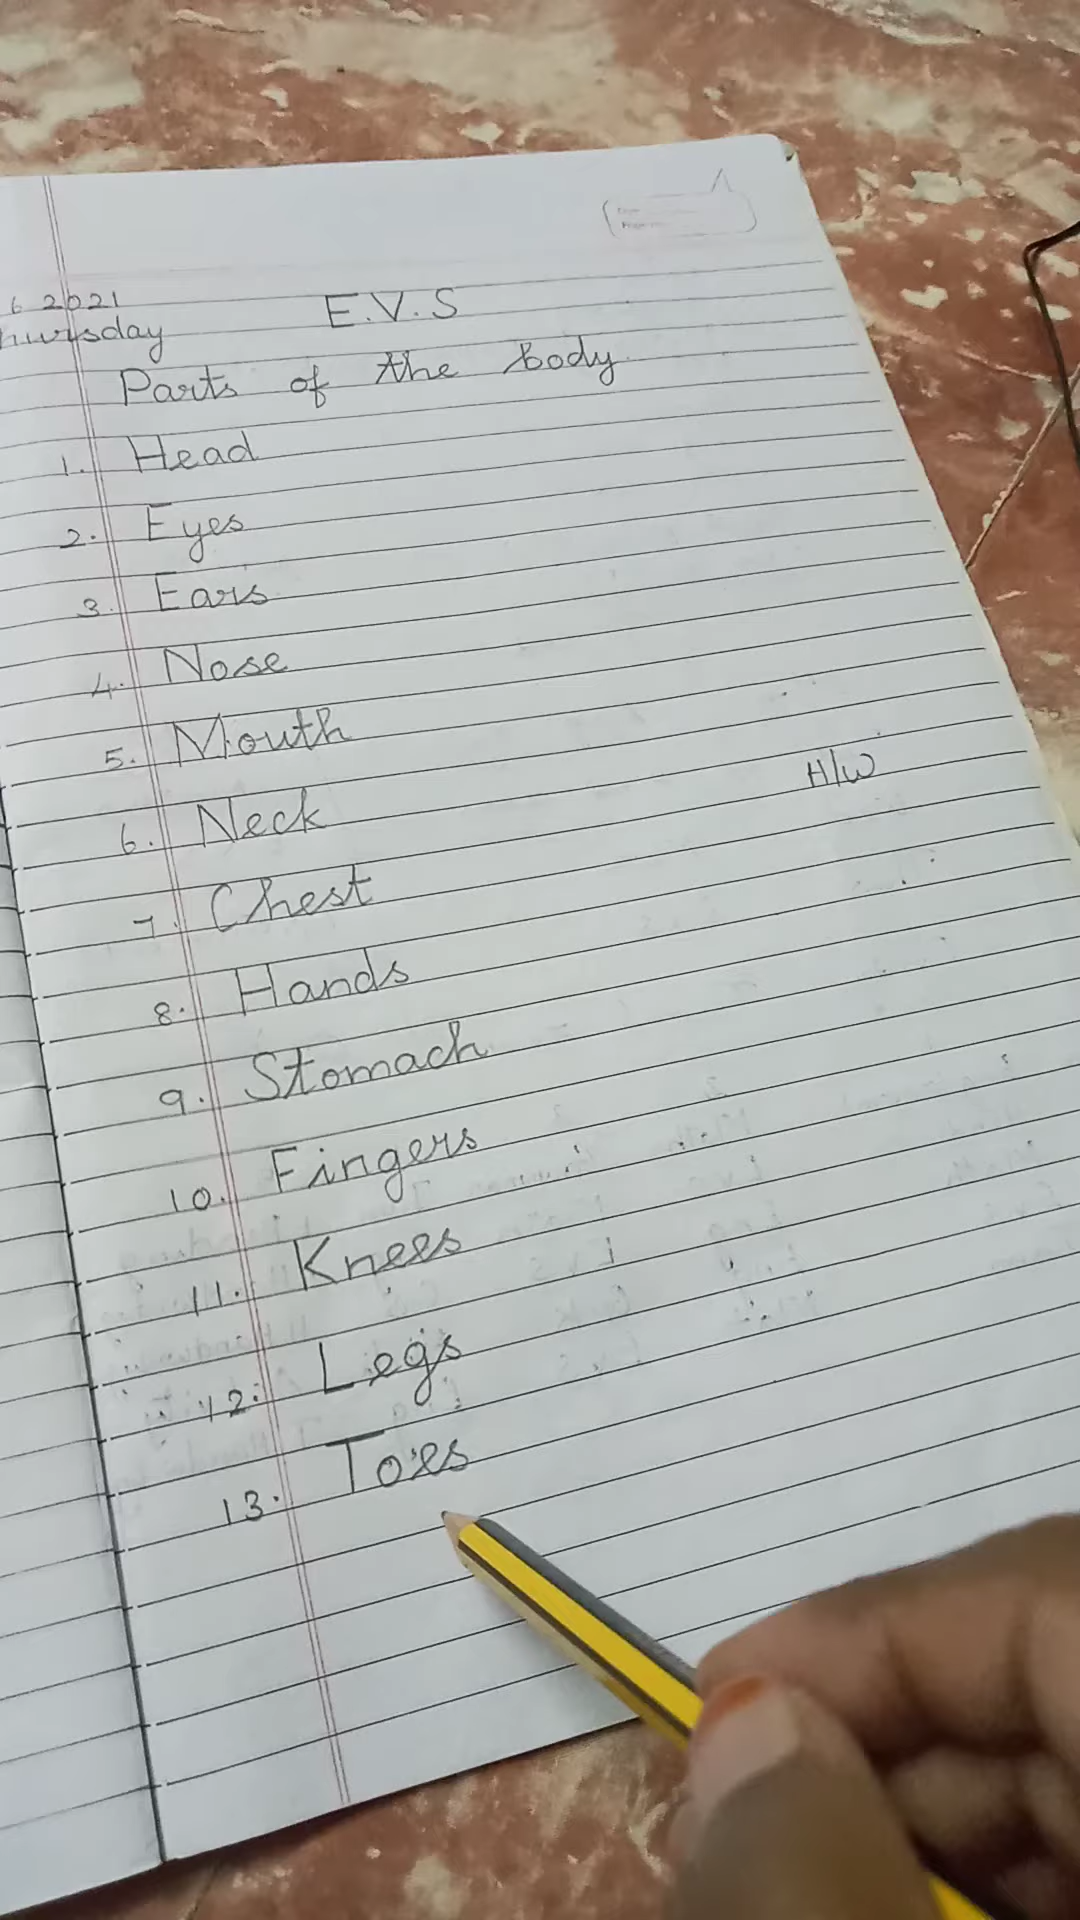 6 2021
E.V.S
Thursday
Parts of the body
1. Head
2. Eyes
3. Ears
4. Nose
5. Mouth
H/W
6. Neck
7. Chest
8. Hands
9. Stomach
10. Fingers
11. Knees
12. Legs
13. Toes